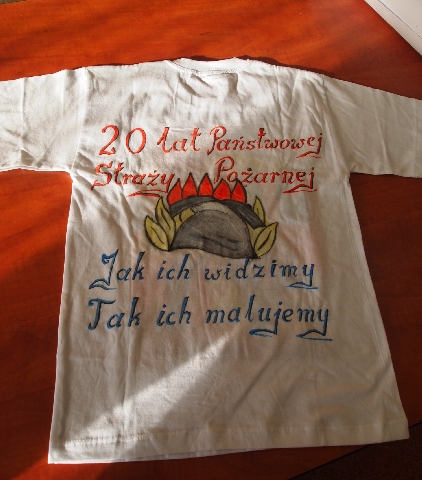 20 lat Państwowej
Straży Pożarnej
Jak ich widzimy
Tak ich malujemy